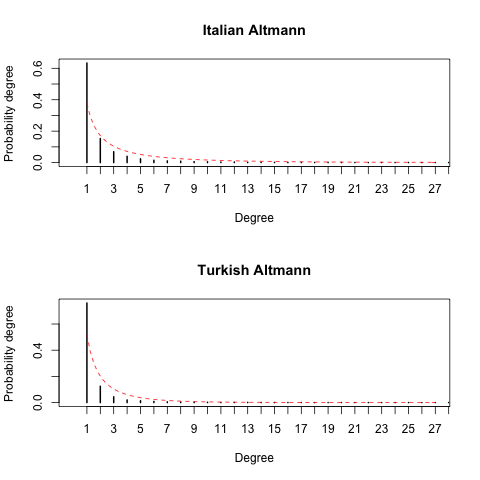 Italian Altmann
Probability degree
0.0 0.2 0.4 0.6
1 3 5 7 9 11 13 15 17 19 21 23 25 27
Degree
Turkish Altmann
Probability degree
0.0 0.4
1 3 5 7 9 11 13 15 17 19 21 23 25 27
Degree